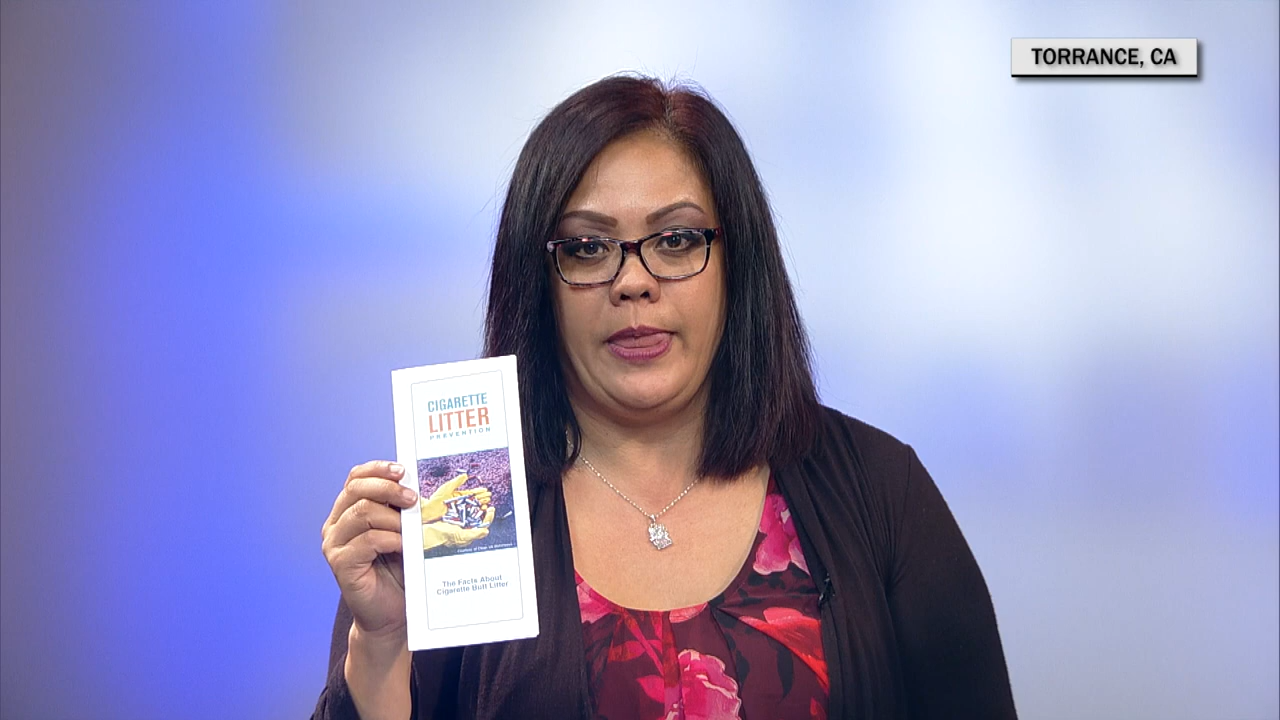 TORRANCE, CA
CIGARETTE
LITTER
PREVENTION
The Facts About
Cigarette Butt Litter